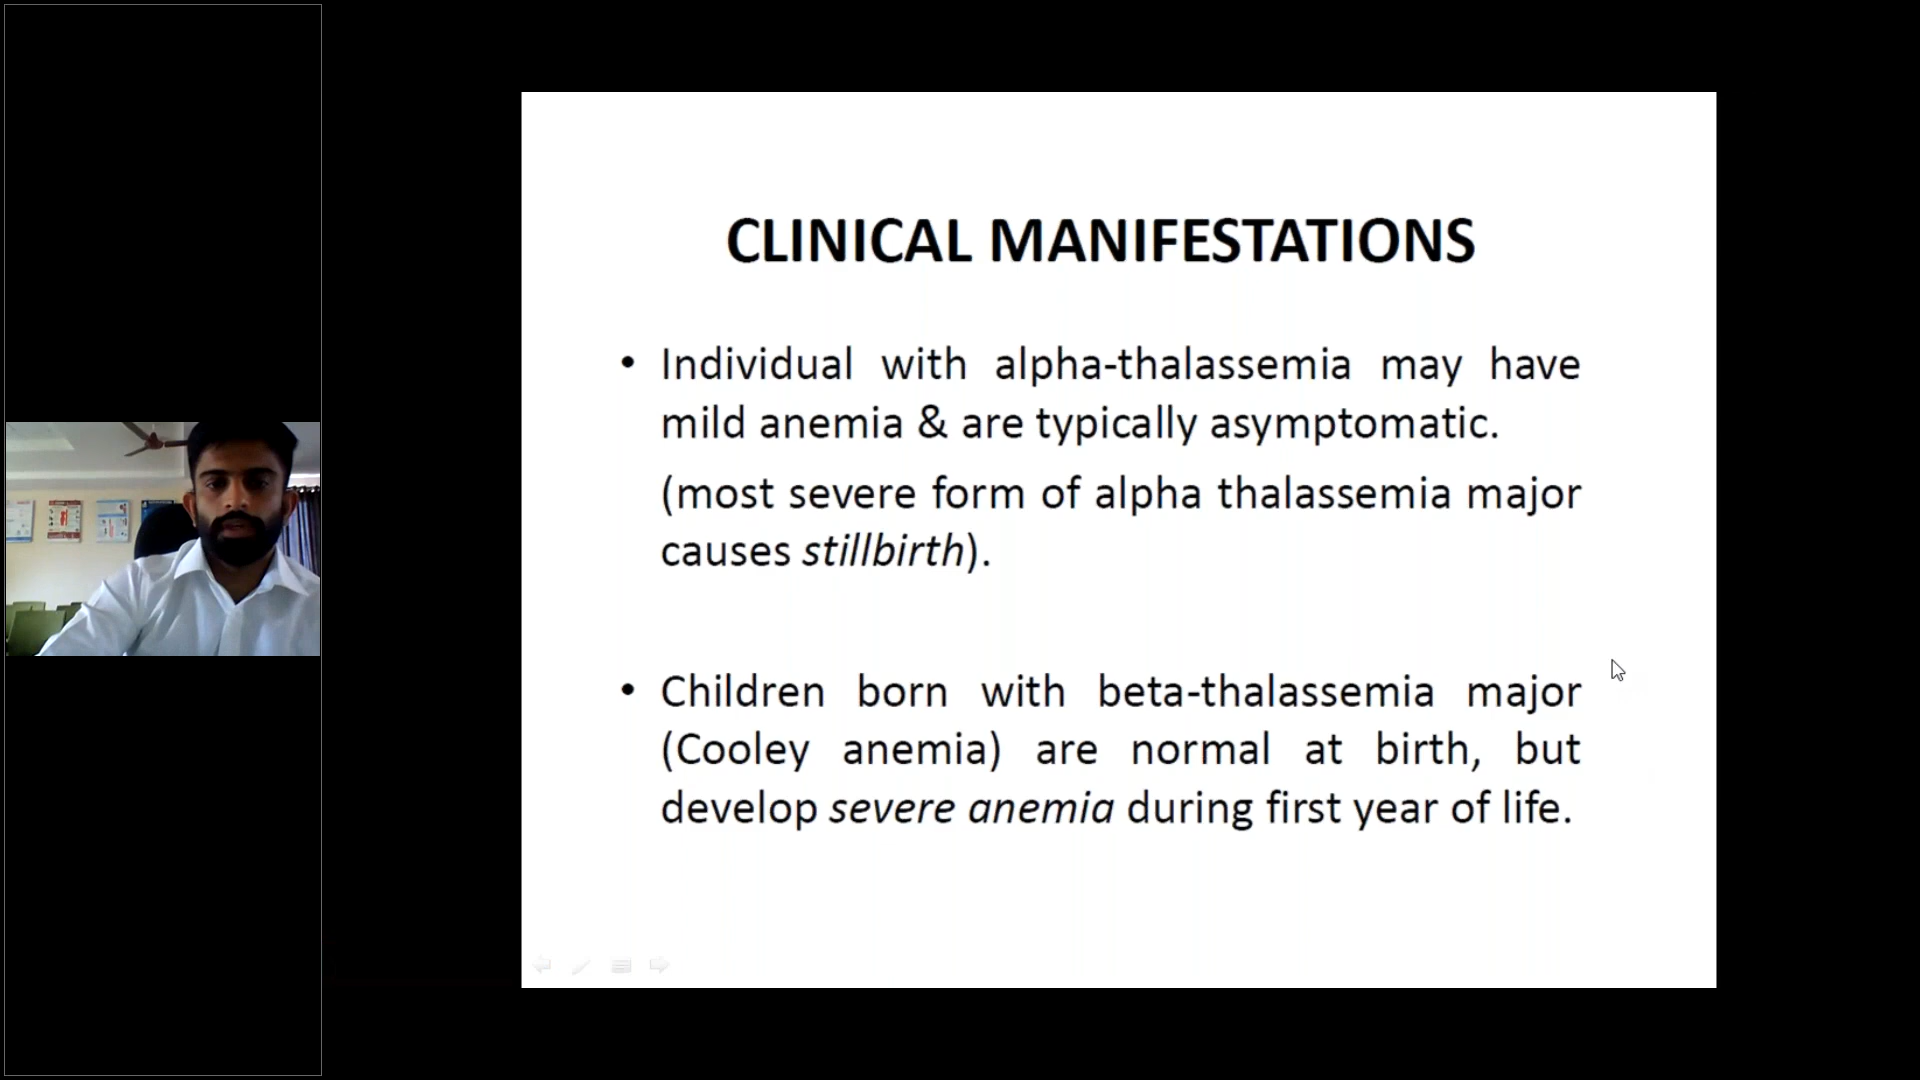 CLINICAL MANIFESTATIONS
• Individual with alpha-thalassemia may have
mild anemia & are typically asymptomatic.
(most severe form of alpha thalassemia major
causes stillbirth).
• Children born with beta-thalassemia major
(Cooley anemia) are normal at birth, but
develop severe anemia during first year of life.